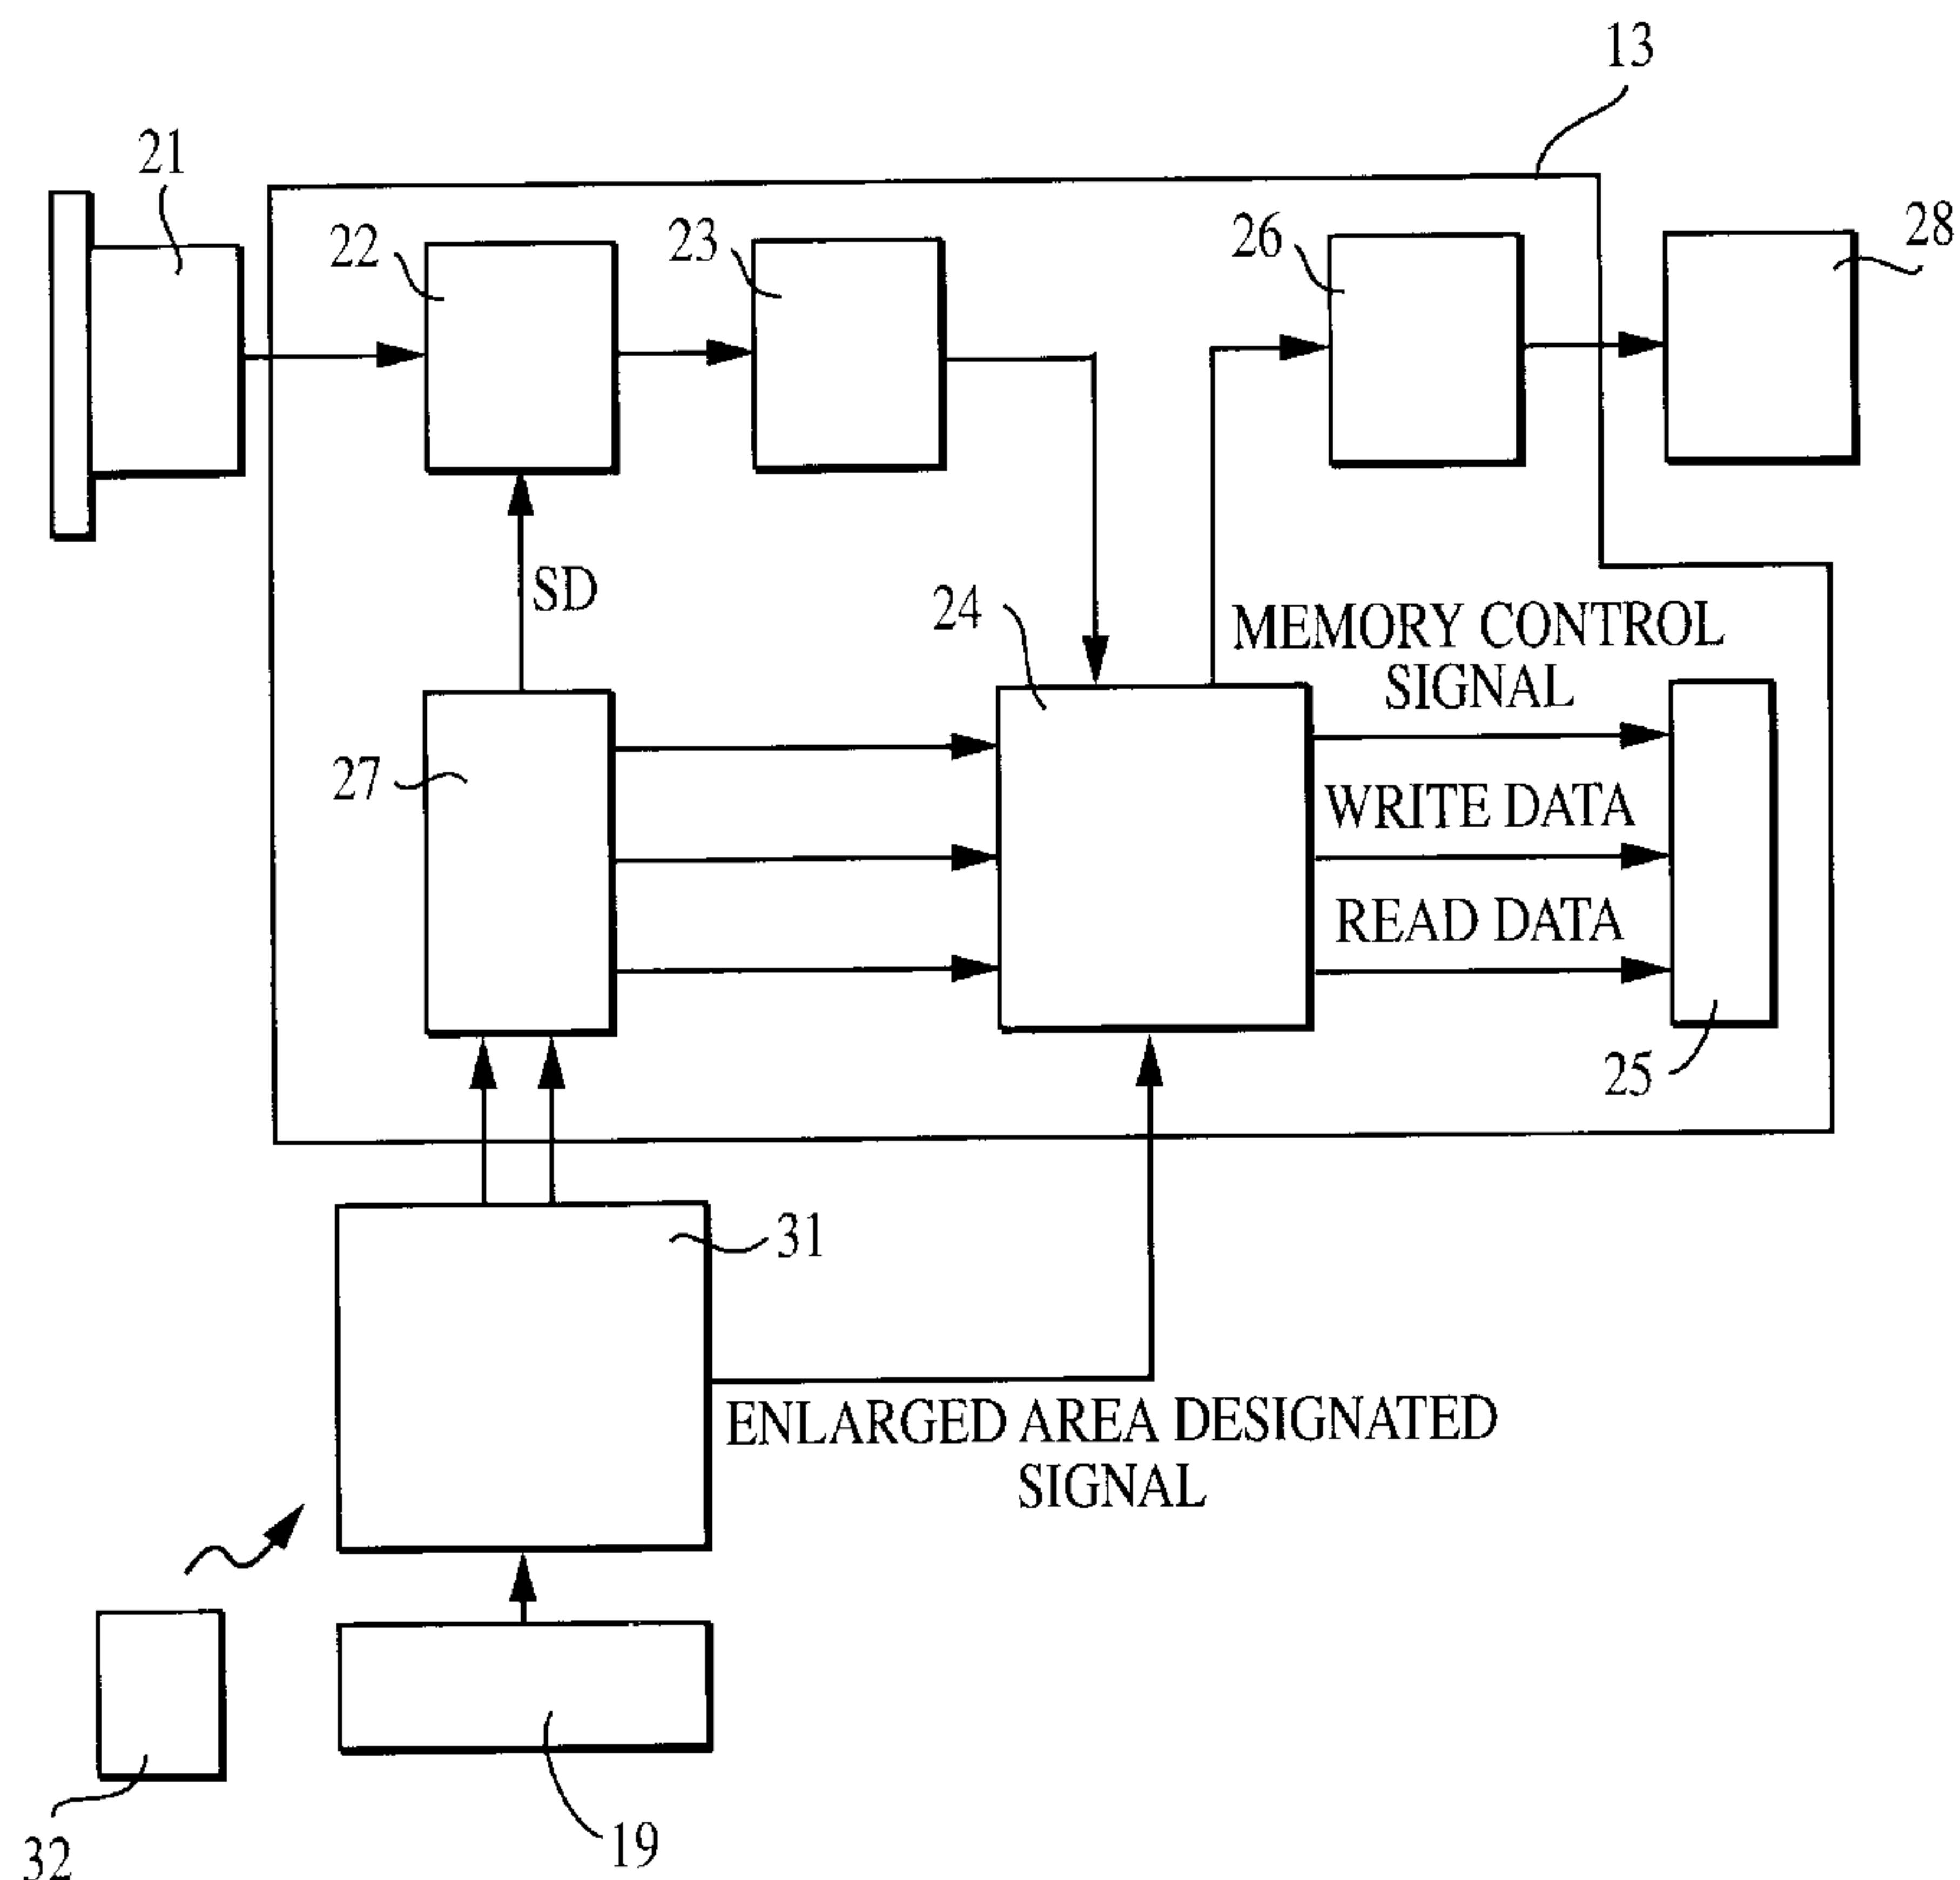 13
21
28
22
23
26
SD
24
MEMORY CONTROL
SIGNAL
27
WRITE DATA
READ DATA
25
31
ENLARGED AREA DESIGNATED
SIGNAL
32
19